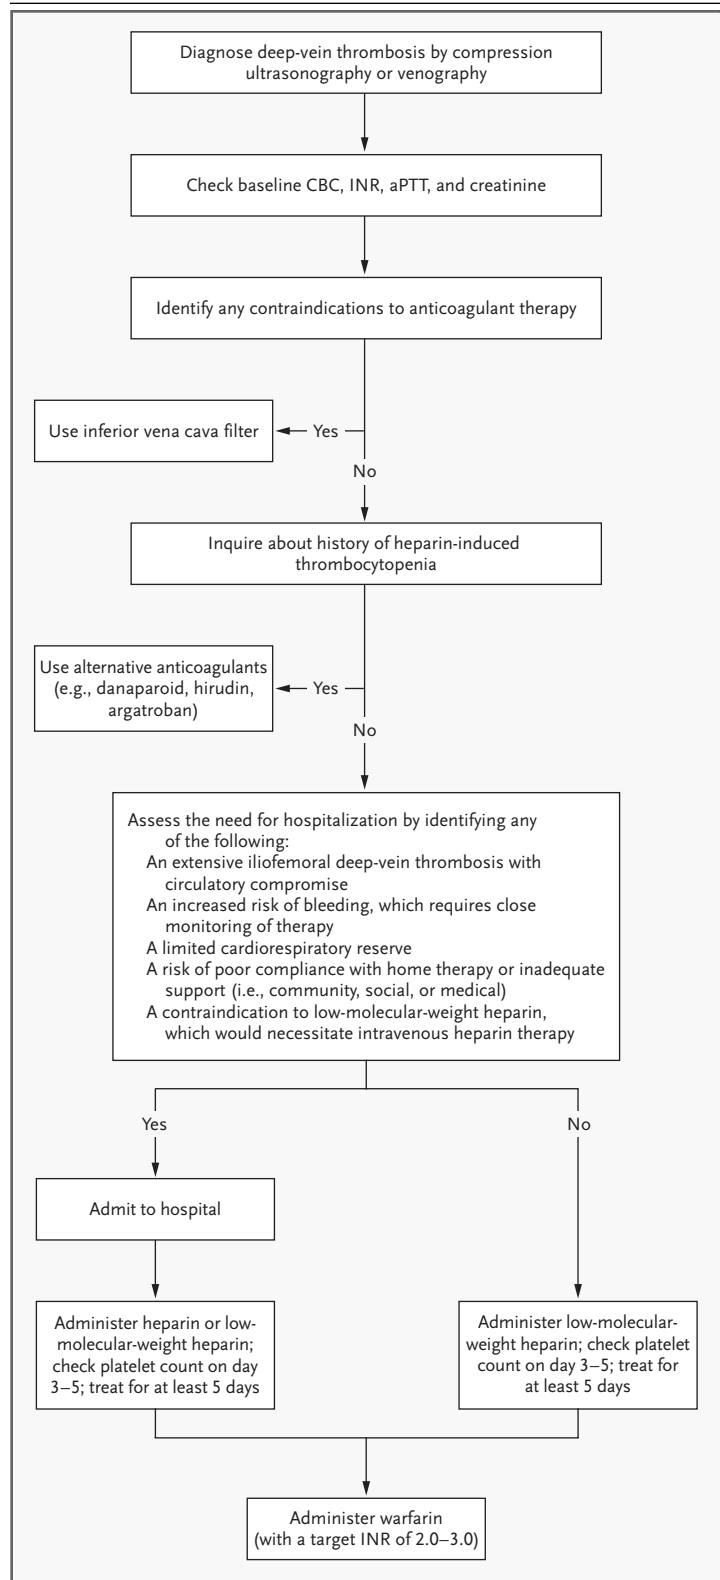 Diagnose deep-vein thrombosis by compression
ultrasonography or venography
Check baseline CBC, INR, aPTT, and creatinine
Identify any contraindications to anticoagulant therapy
Use inferior vena cava filter
Yes
No
Inquire about history of heparin-induced
thrombocytopenia
Use alternative anticoagulants
(e.g., danaparoid, hirudin,
argatroban)
Yes
No
Assess the need for hospitalization by identifying any
of the following:
An extensive iliofemoral deep-vein thrombosis with
circulatory compromise
An increased risk of bleeding, which requires close
monitoring of therapy
A limited cardiorespiratory reserve
A risk of poor compliance with home therapy or inadequate
support (i.e., community, social, or medical)
A contraindication to low-molecular-weight heparin,
which would necessitate intravenous heparin therapy
Yes
No
Admit to hospital
Administer heparin or low-
molecular-weight heparin;
check platelet count on day
3–5; treat for at least 5 days
Administer low-molecular-
weight heparin; check platelet
count on day 3–5; treat for
at least 5 days
Administer warfarin
(with a target INR of 2.0–3.0)